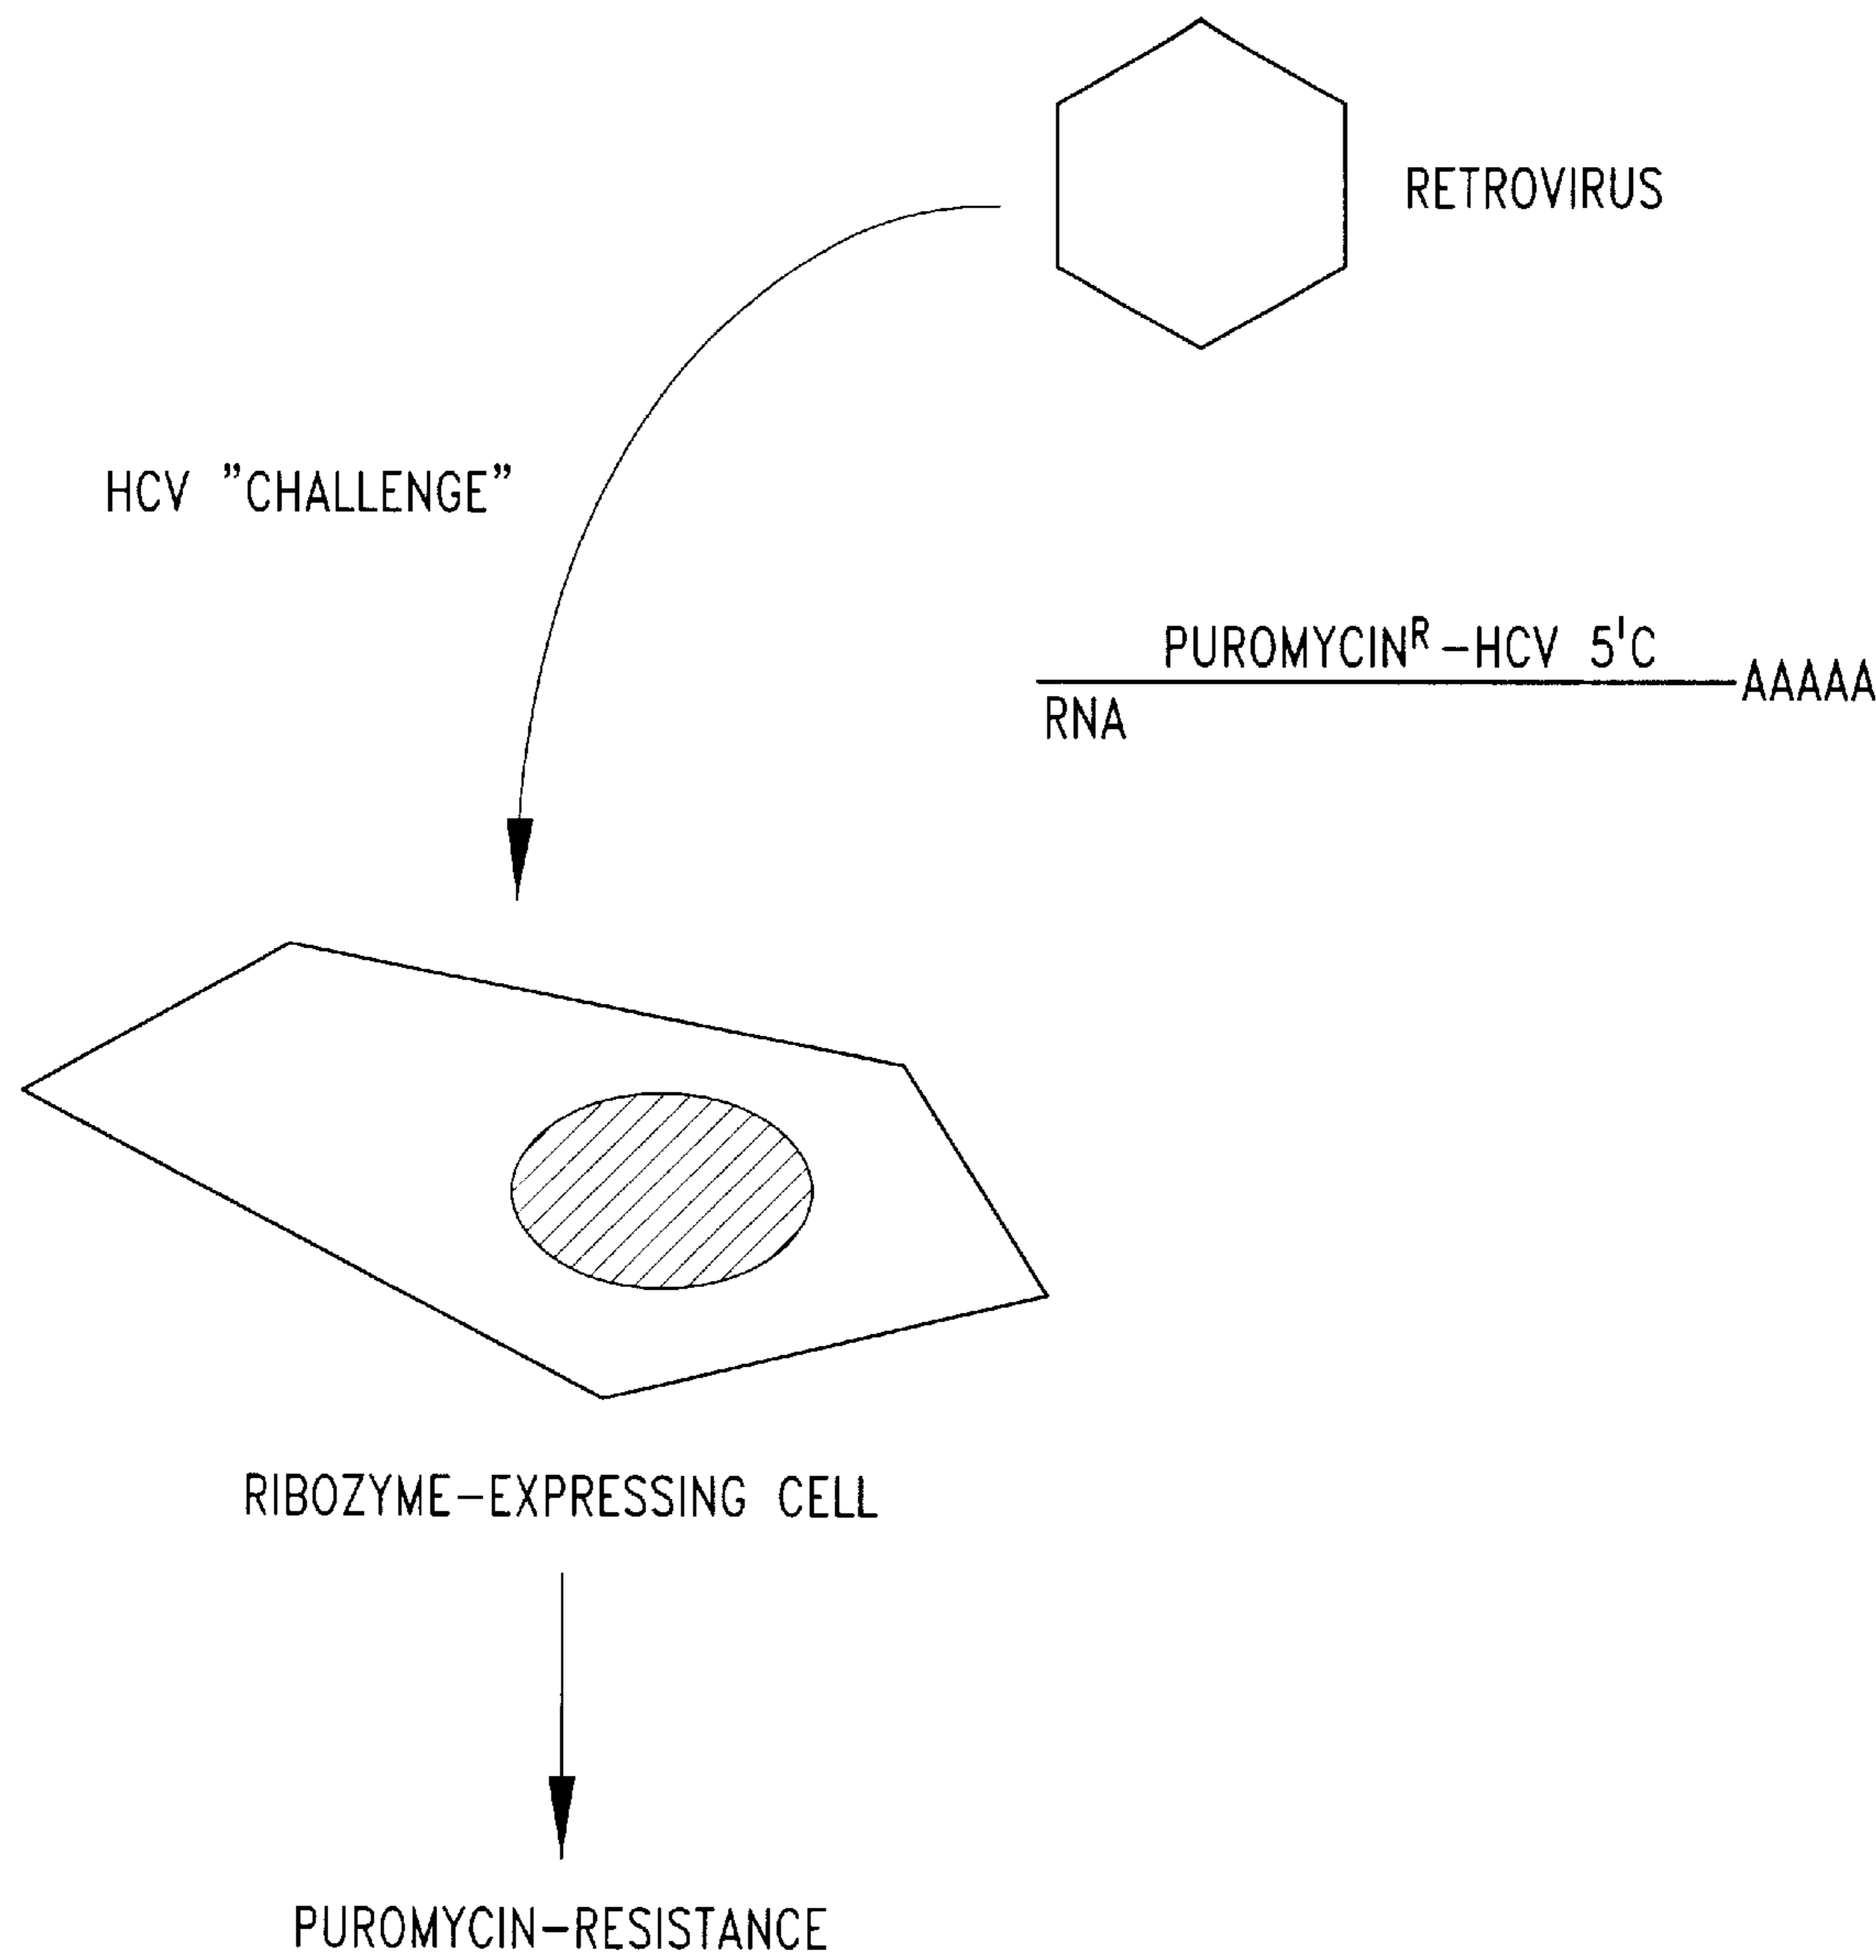 RETROVIRUS
HCV "CHALLENGE"
PUROMYCINᴿ-HCV 5'C
AAAAA
RNA
RIBOZYME-EXPRESSING CELL
PUROMYCIN-RESISTANCE